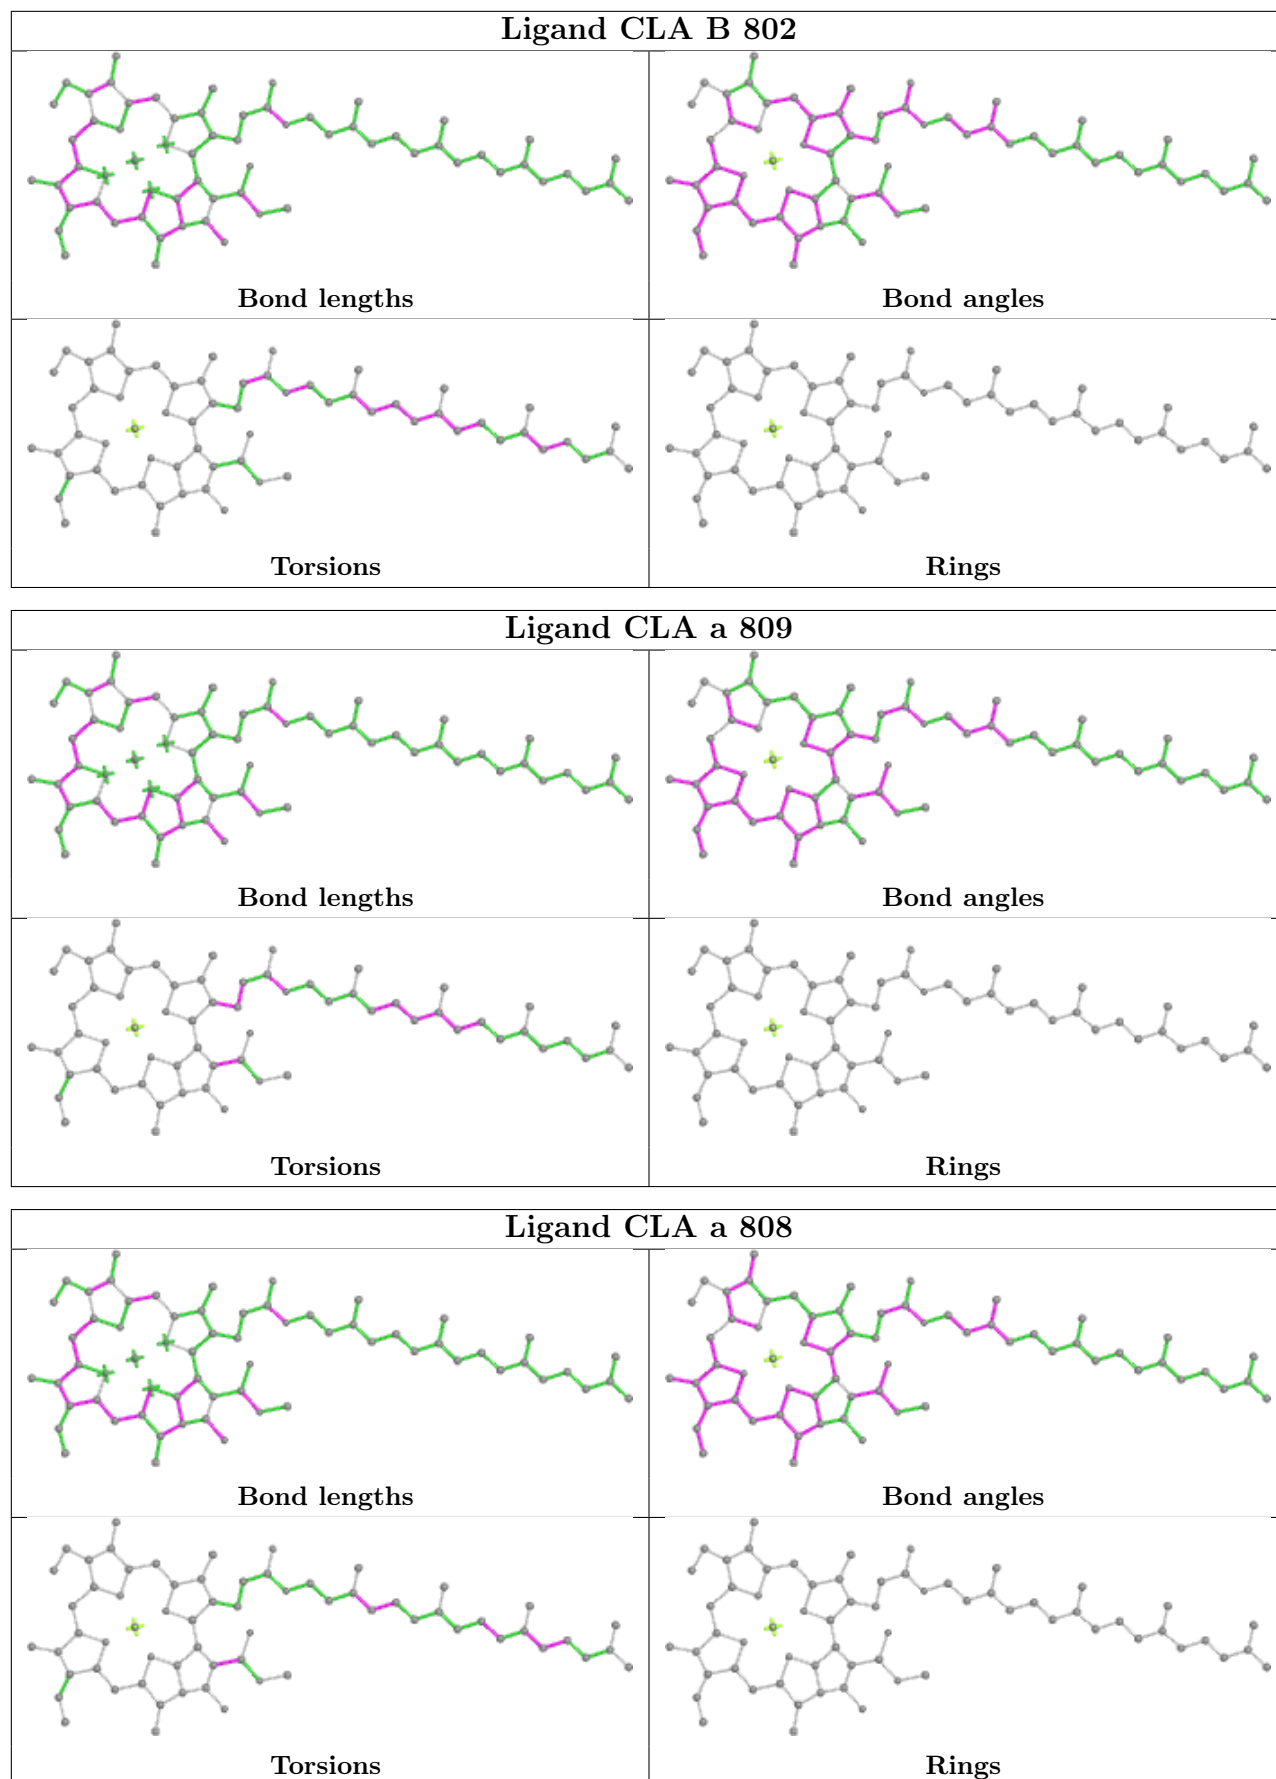 Ligand CLA B 802
Bond lengths
Bond angles
Torsions
Rings
Ligand CLA a 809
Bond lengths
Bond angles
Torsions
Rings
Ligand CLA a 808
Bond lengths
Bond angles
Torsions
Rings